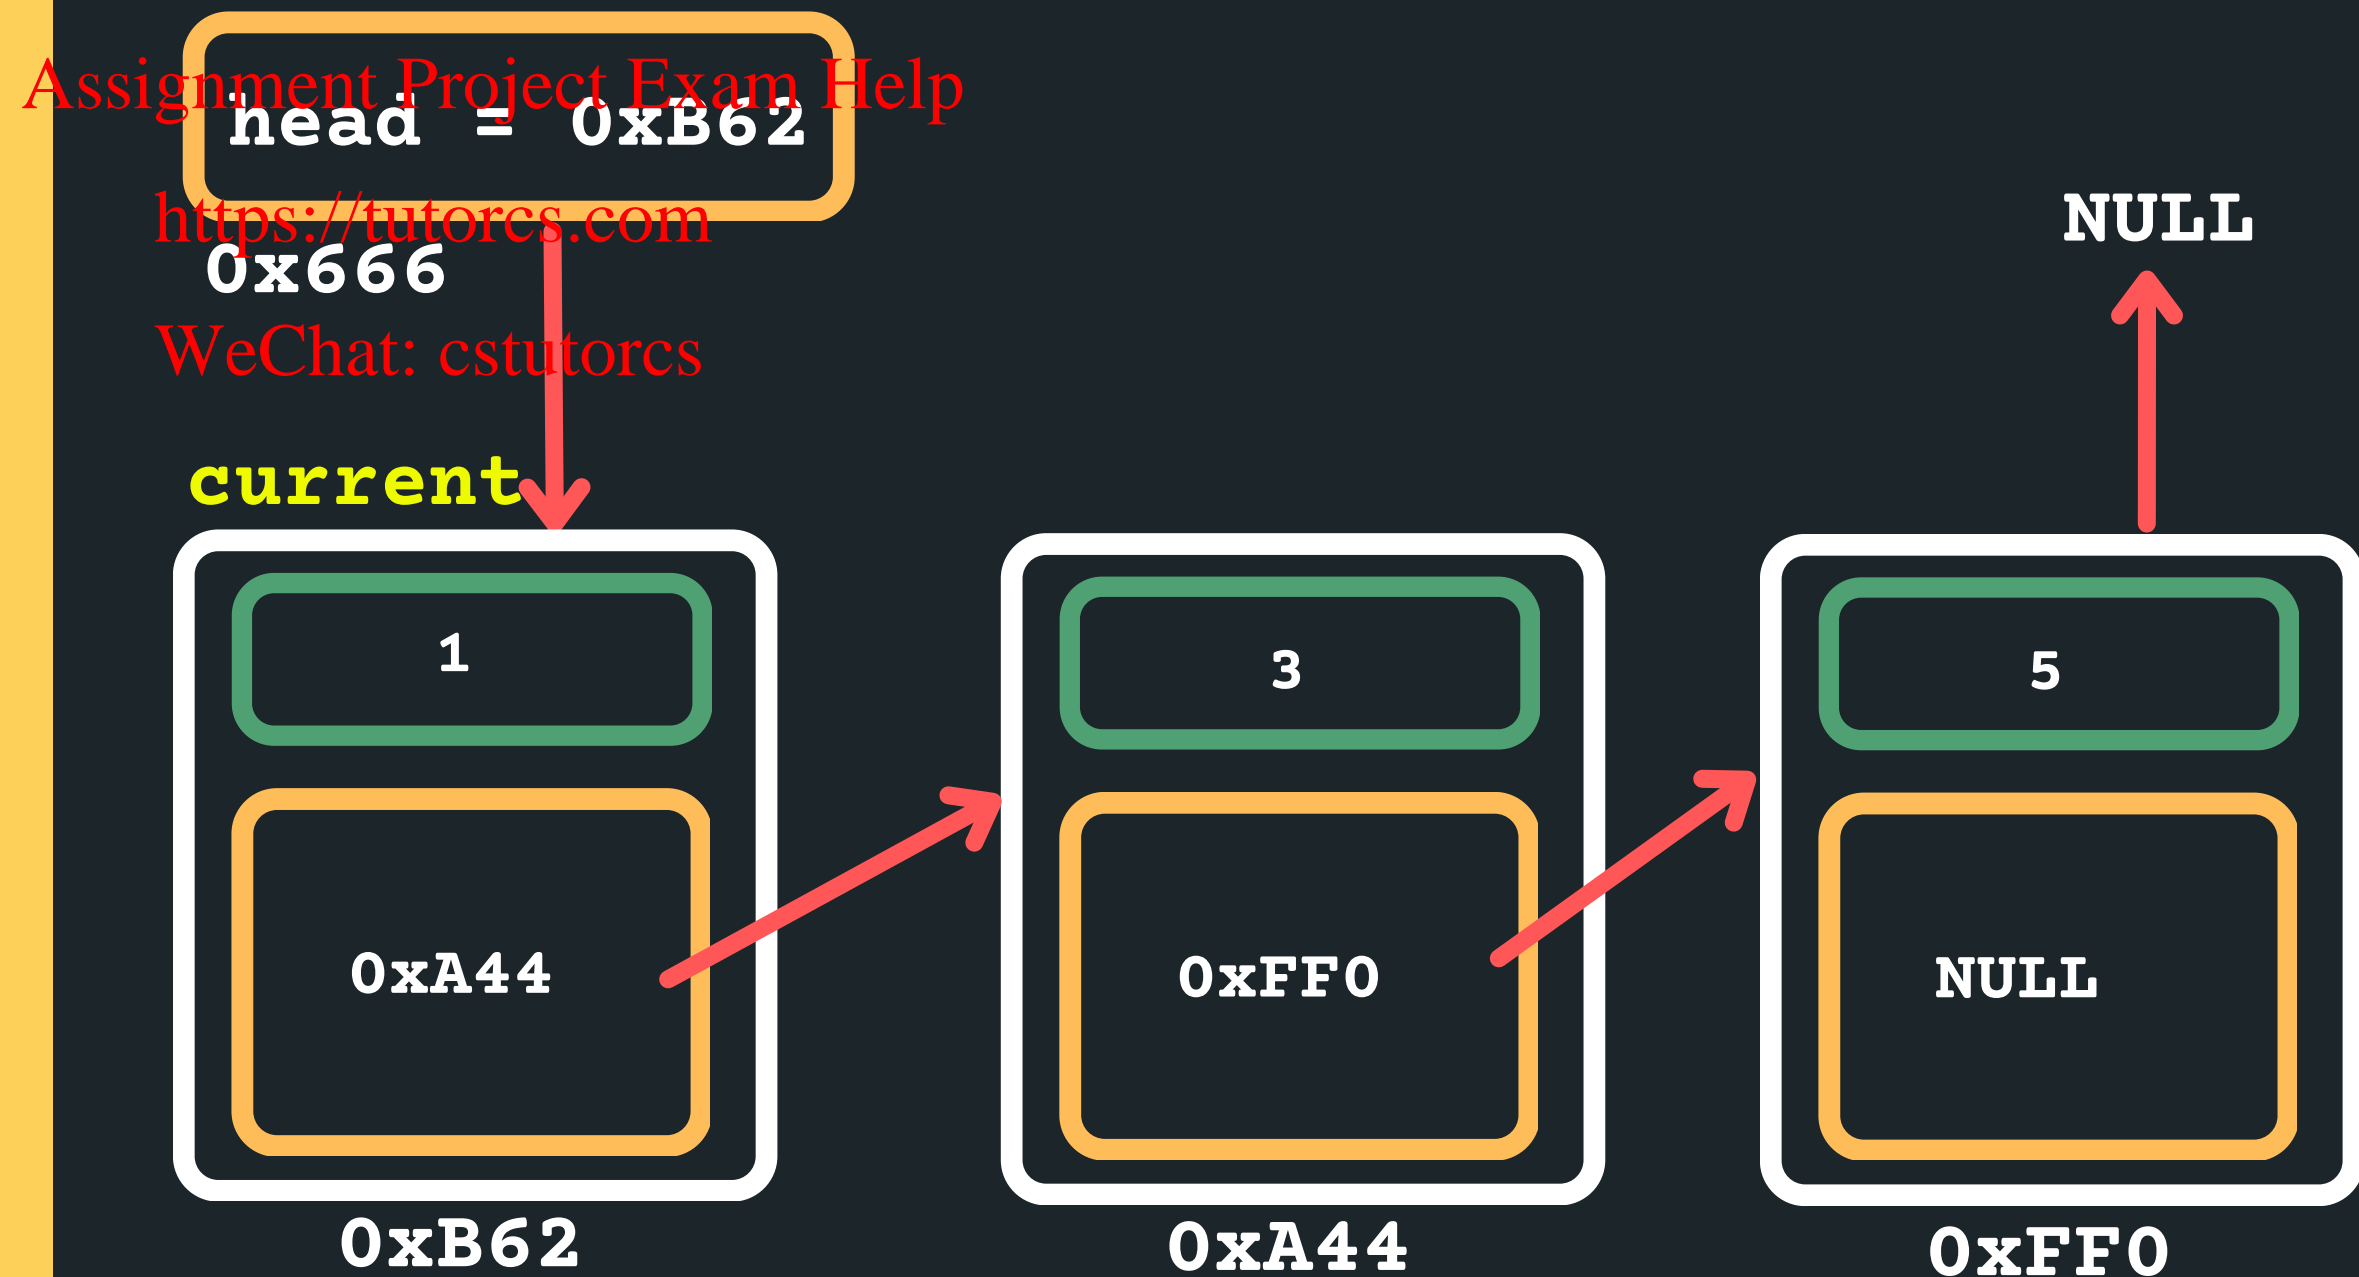 Assignment Project Exam Help
head = 0xB62
https://tutorcs.com
0x666
NULL
WeChat: cstutorcs
current
1
3
5
0xA44
0xFF0
NULL
0xB62
0xA44
0xFF0